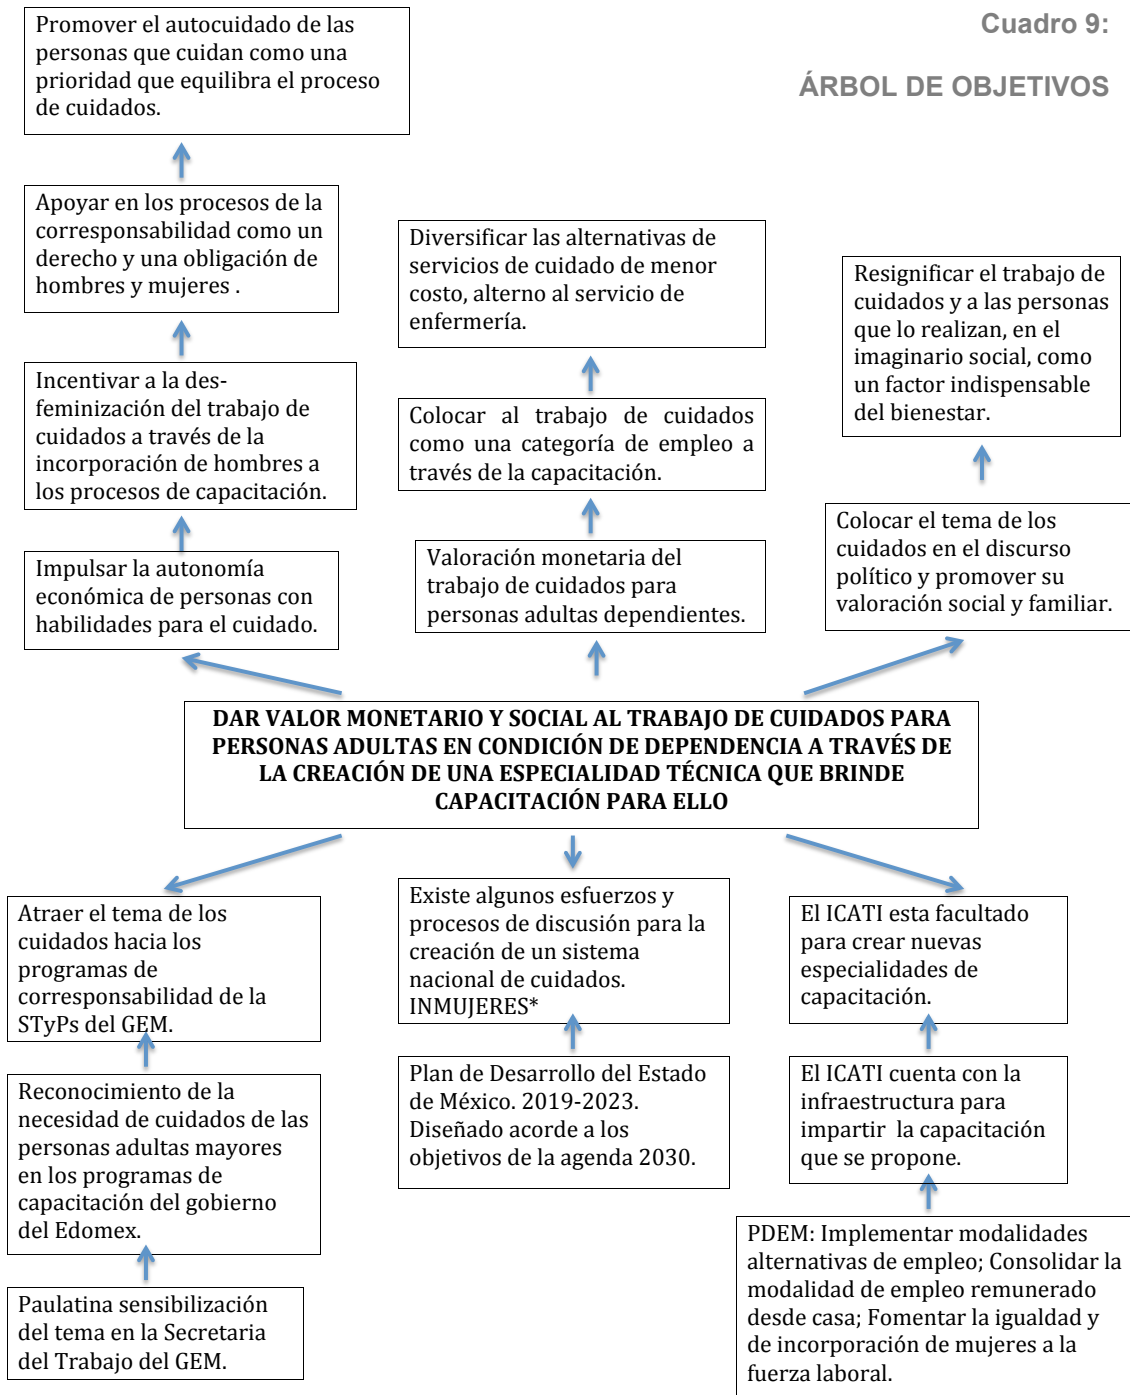 Cuadro 9:
ÁRBOL DE OBJETIVOS
Promover el autocuidado de las
personas que cuidan como una
prioridad que equilibra el proceso
de cuidados.
Apoyar en los procesos de la
corresponsabilidad como un
derecho y una obligación de
hombres y mujeres .
Incentivar a la des-
feminización del trabajo de
cuidados a través de la
incorporación de hombres a
los procesos de capacitación.
Impulsar la autonomía
económica de personas con
habilidades para el cuidado.
Diversificar las alternativas de
servicios de cuidado de menor
costo, alterno al servicio de
enfermería.
Colocar al trabajo de cuidados
como una categoría de empleo a
través de la capacitación.
Valoración monetaria del
trabajo de cuidados para
personas adultas dependientes.
Resignificar el trabajo de
cuidados y a las personas
que lo realizan, en el
imaginario social, como
un factor indispensable
del bienestar.
Colocar el tema de los
cuidados en el discurso
político y promover su
valoración social y familiar.
DAR VALOR MONETARIO Y SOCIAL AL TRABAJO DE CUIDADOS PARA
PERSONAS ADULTAS EN CONDICIÓN DE DEPENDENCIA A TRAVÉS DE
LA CREACIÓN DE UNA ESPECIALIDAD TÉCNICA QUE BRINDE
CAPACITACIÓN PARA ELLO
Atraer el tema de los
cuidados hacia los
programas de
corresponsabilidad de la
STyPs del GEM.
Reconocimiento de la
necesidad de cuidados de las
personas adultas mayores
en los programas de
capacitación del gobierno
del Edomex.
Paulatina sensibilización
del tema en la Secretaria
del Trabajo del GEM.
Existe algunos esfuerzos y
procesos de discusión para la
creación de un sistema
nacional de cuidados.
INMUJERES*
Plan de Desarrollo del Estado
de México. 2019-2023.
Diseñado acorde a los
objetivos de la agenda 2030.
El ICATI esta facultado
para crear nuevas
especialidades de
capacitación.
El ICATI cuenta con la
infraestructura para
impartir la capacitación
que se propone.
PDEM: Implementar modalidades
alternativas de empleo; Consolidar la
modalidad de empleo remunerado
desde casa; Fomentar la igualdad y
de incorporación de mujeres a la
fuerza laboral.